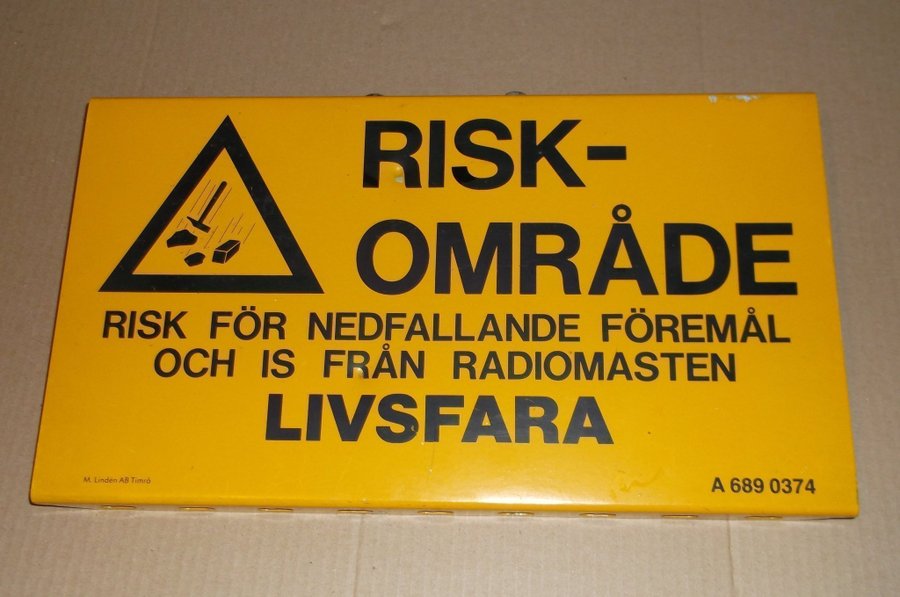 RISK-
OMRÅDE
RISK FÖR NEDFALLANDE FÖREMÅL
OCH IS FRÅN RADIOMASTEN
LIVSFARA
M. Lindén AB Timrå
A 689 0374